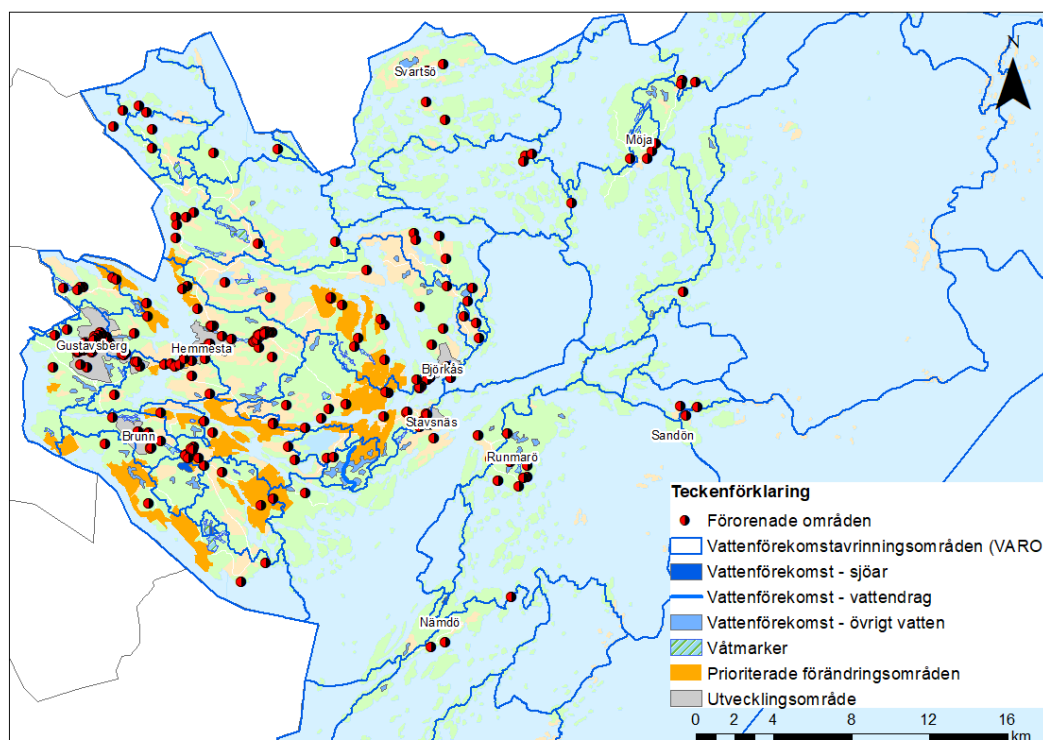 N
Svartsö
Möja
Gustavsberg
Hemmesta
Björkås
Stavsnäs
Brunn
Runmarö
Sandön
Nämdö
Teckenförklaring
Förorenade områden
Vattenförekomstavrinningsområden (VARO
Vattenförekomst - sjöar
Vattenförekomst - vattendrag
Vattenförekomst - övrigt vatten
Våtmarker
Prioriterade förändringsområden
Utvecklingsområde
0 2 4 8 12 16
km